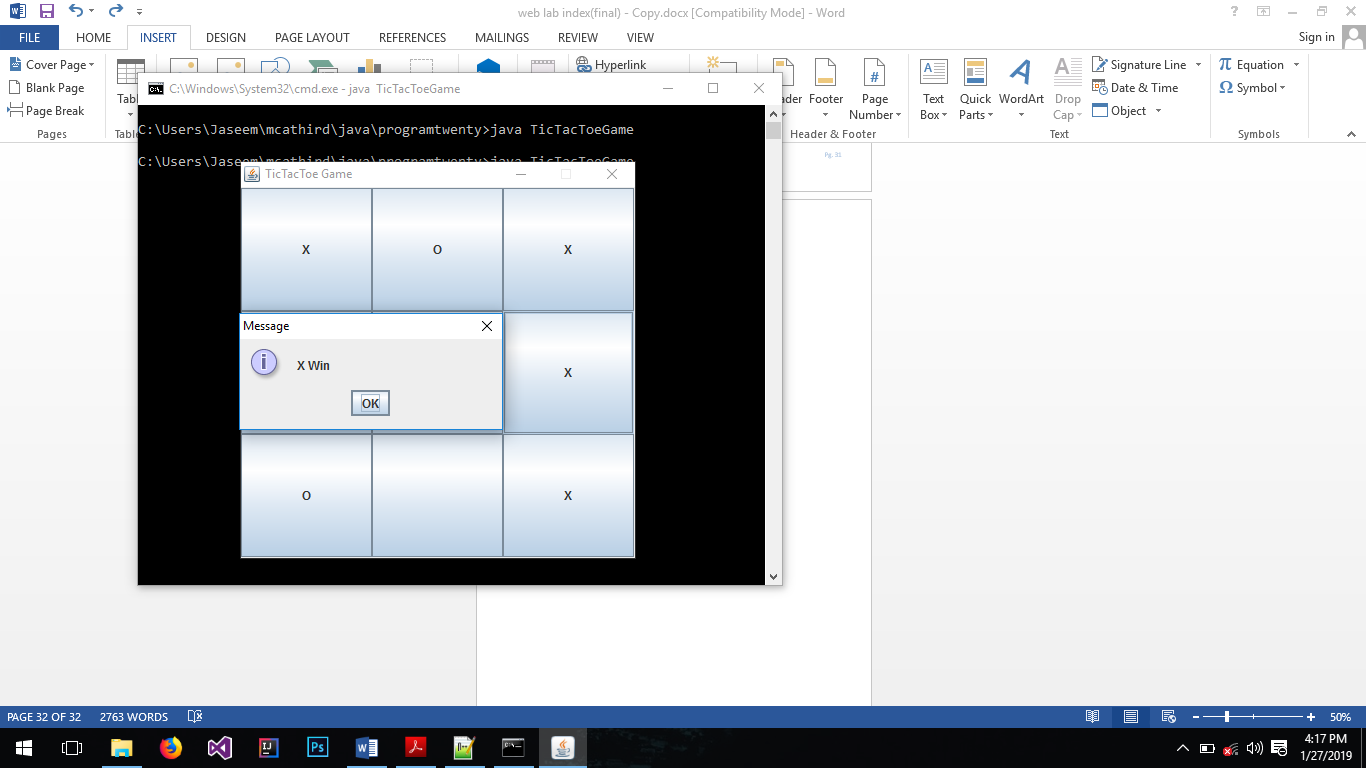 web lab index(final) - Copy.docx [Compatibility Mode] - Word
FILE HOME INSERT DESIGN PAGE LAYOUT REFERENCES MAILINGS REVIEW VIEW Sign in
Cover Page
Blank Page
Page Break
Pages
Hyperlink
Footer
Page Number
Header & Footer
Text Box
Quick Parts
WordArt
Drop Cap
Signature Line
Date & Time
Object
Text
Equation
Symbol
Symbols
C:\Windows\System32\cmd.exe - java TicTacToeGame
C:\Users\Jaseem\mcathird\java\programtwenty>java TicTacToeGame
C:\Users\Jaseem\mcathird\java\programtwenty>java TicTacToeGame
Pg. 31
TicTacToe Game
X O X
Message
i X Win
OK
X
O X
PAGE 32 OF 32 2763 WORDS 50%
4:17 PM
1/27/2019